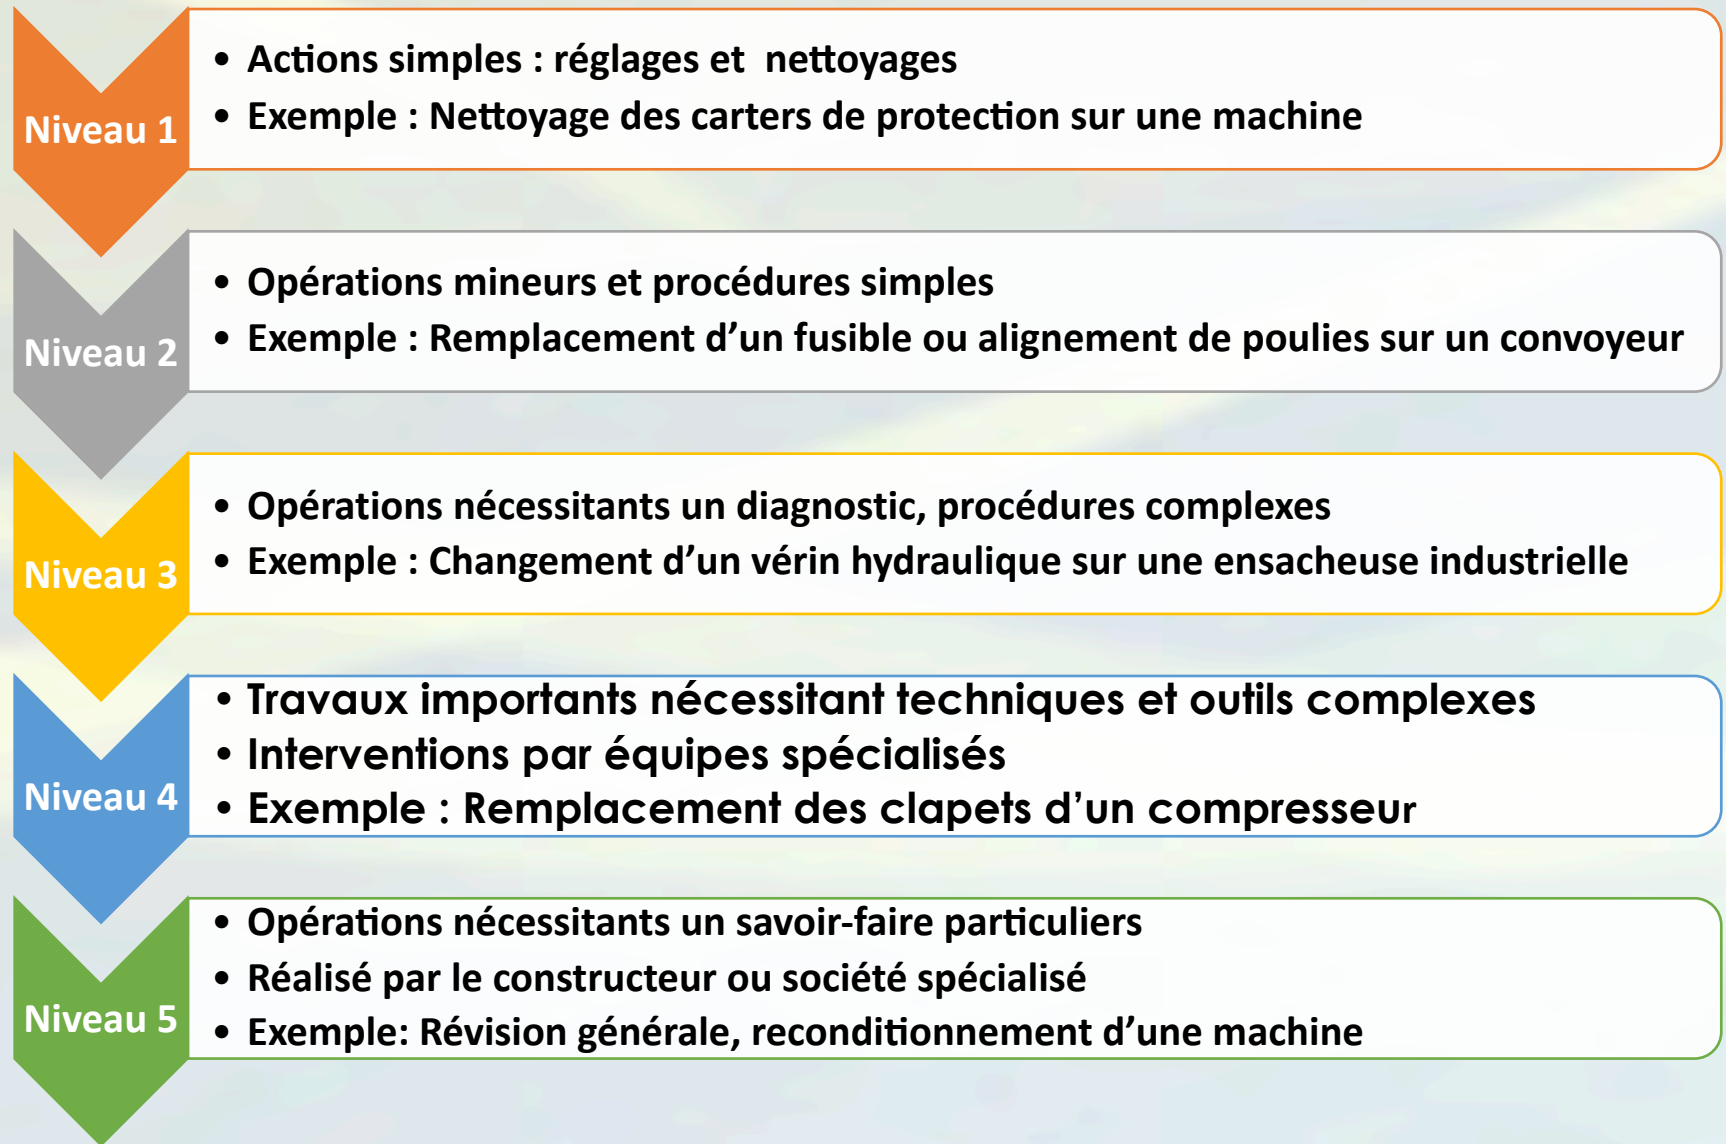 Niveau 1
• Actions simples : réglages et  nettoyages
• Exemple : Nettoyage des carters de protection sur une machine
Niveau 2
• Opérations mineurs et procédures simples
• Exemple : Remplacement d’un fusible ou alignement de poulies sur un convoyeur
Niveau 3
• Opérations nécessitants un diagnostic, procédures complexes
• Exemple : Changement d’un vérin hydraulique sur une ensacheuse industrielle
Niveau 4
• Travaux importants nécessitant techniques et outils complexes
• Interventions par équipes spécialisés
• Exemple : Remplacement des clapets d’un compresseur
Niveau 5
• Opérations nécessitants un savoir-faire particuliers
• Réalisé par le constructeur ou société spécialisé
• Exemple: Révision générale, reconditionnement d’une machine